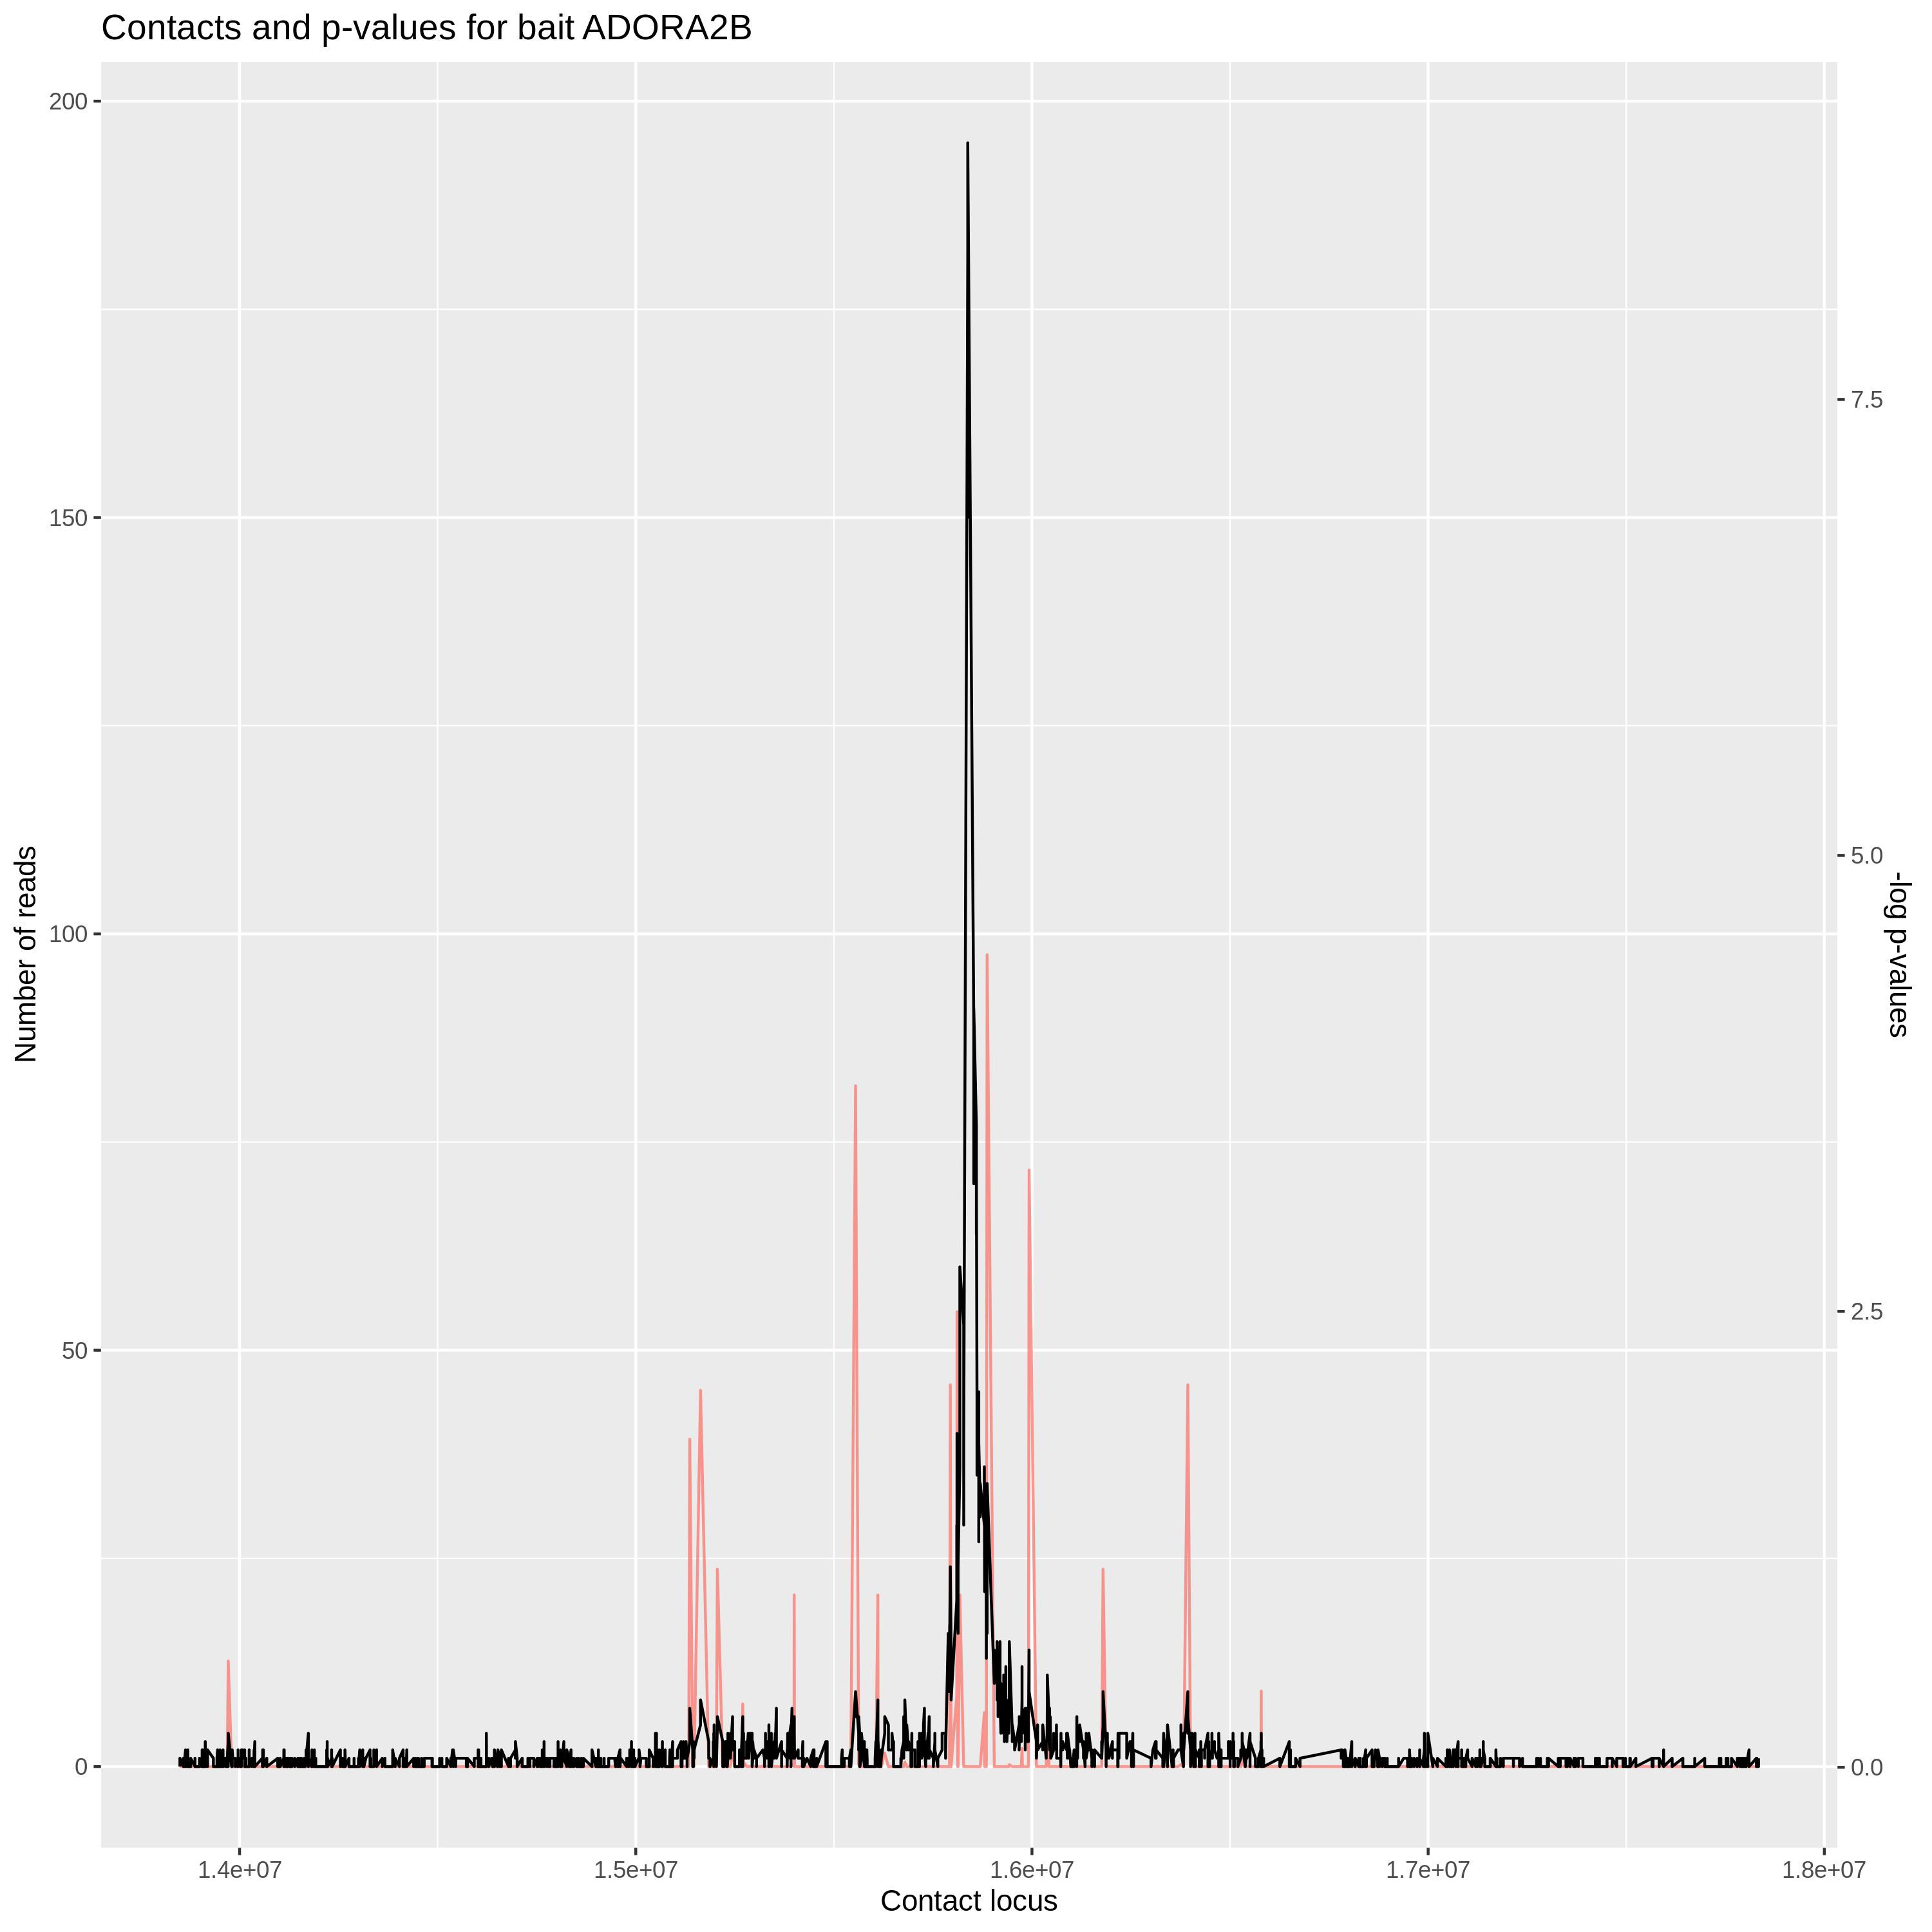 Contacts and p-values for bait ADORA2B
200
150
100
50
0
Number of reads
7.5
5.0
2.5
0.0
-log p-values
1.4e+07
1.5e+07
1.6e+07
1.7e+07
1.8e+07
Contact locus